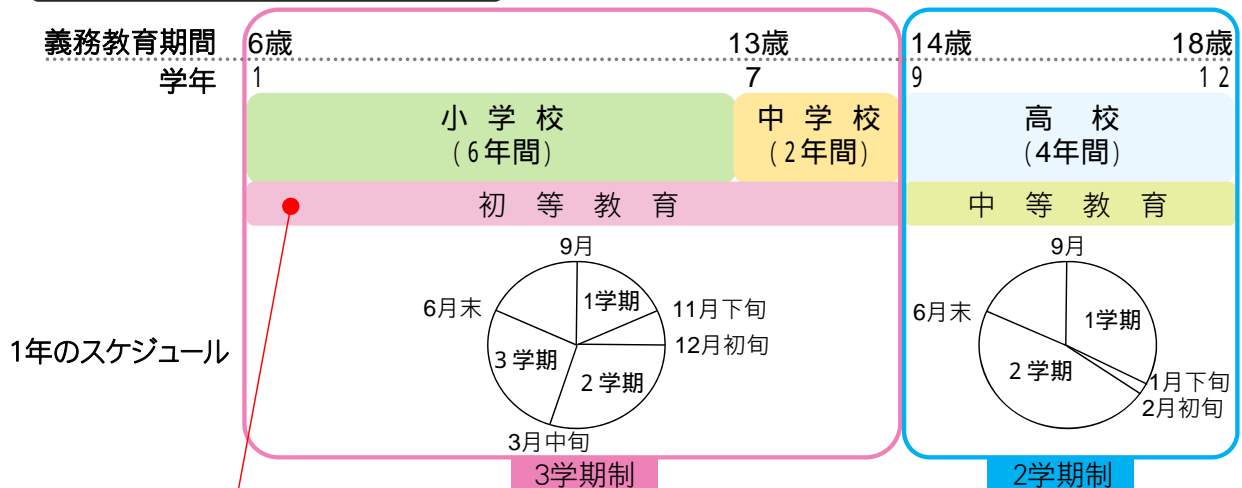 義務教育期間 6歳 13歳 14歳 18歳
学年 1 7 9 12
小学校 中学校 高校
(6年間) (2年間) (4年間)
初等教育 中等教育
9月 9月
1学期
6月末 11月下旬 6月末 1学期
1年のスケジュール 12月初旬
3学期 2学期 2学期
1月下旬
2月初旬
3月中旬
3学期制 2学期制